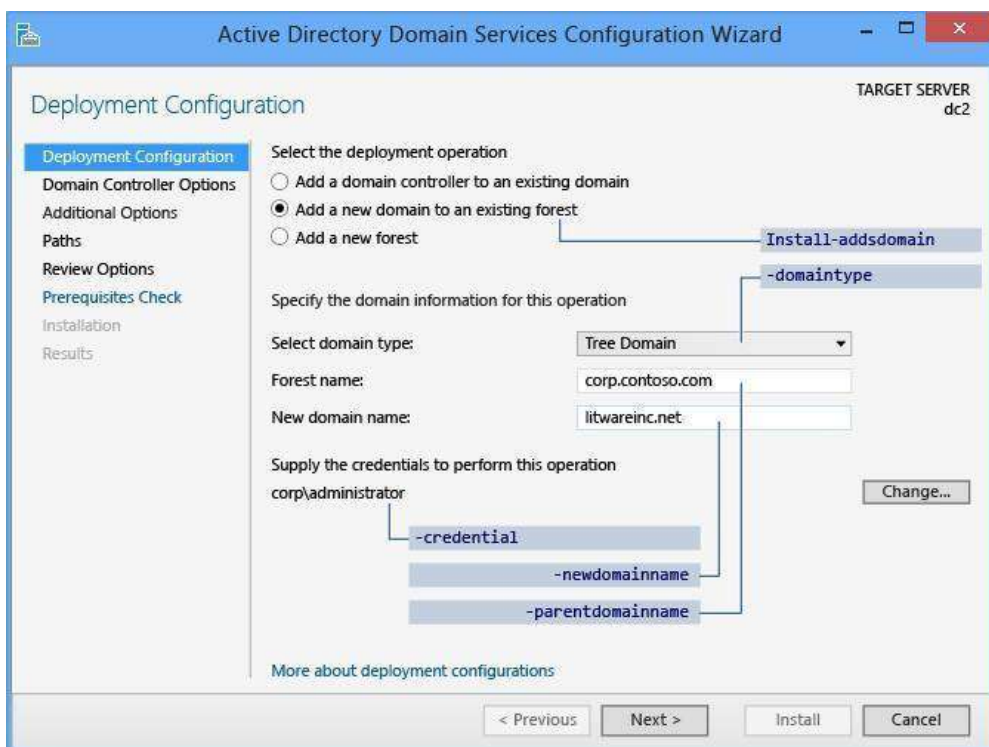 Active Directory Domain Services Configuration Wizard
TARGET SERVER
dc2
Deployment Configuration
Deployment Configuration
Domain Controller Options
Additional Options
Paths
Review Options
Prerequisites Check
Installation
Results
Select the deployment operation
Add a domain controller to an existing domain
Add a new domain to an existing forest
Add a new forest
Install-addsdomain
-domaintype
Specify the domain information for this operation
Select domain type: Tree Domain
Forest name: corp.contoso.com
New domain name: litwareinc.net
Supply the credentials to perform this operation
corp\administrator Change...
-credential
-newdomainname
-parentdomainname
More about deployment configurations
< Previous Next > Install Cancel